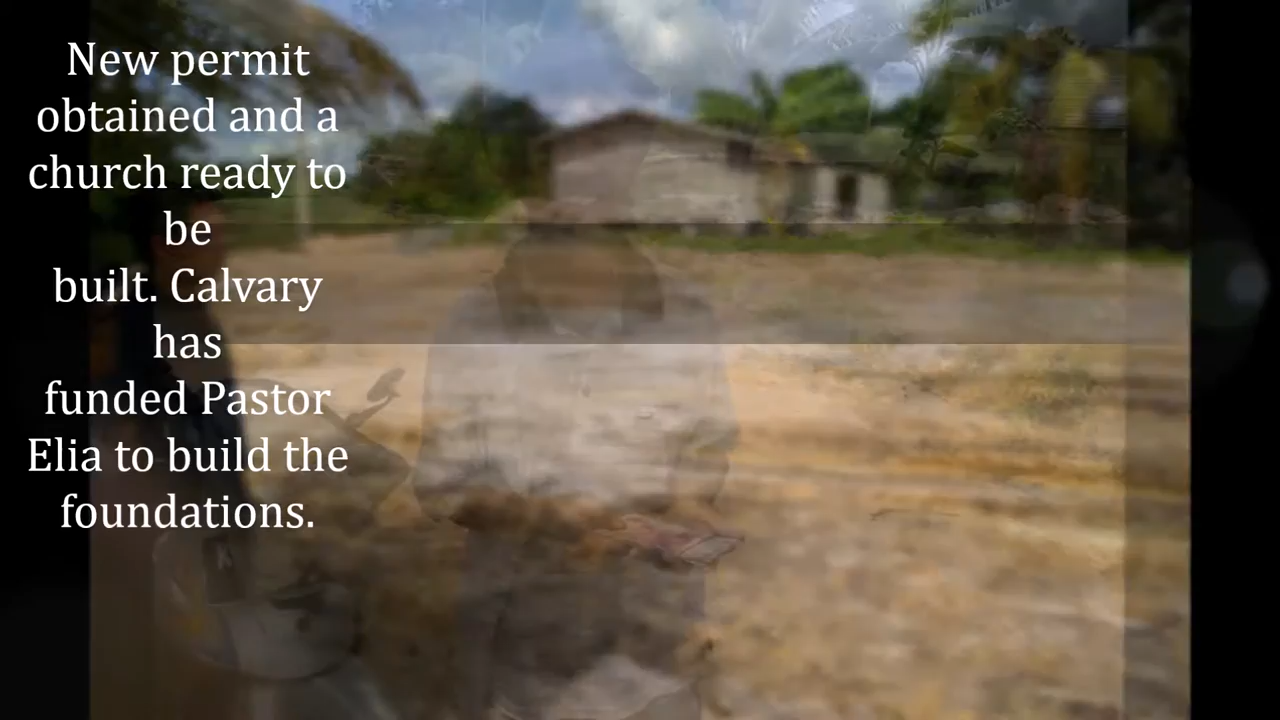 New permit
obtained and a
church ready to
be
built. Calvary
has
funded Pastor
Elia to build the
foundations.